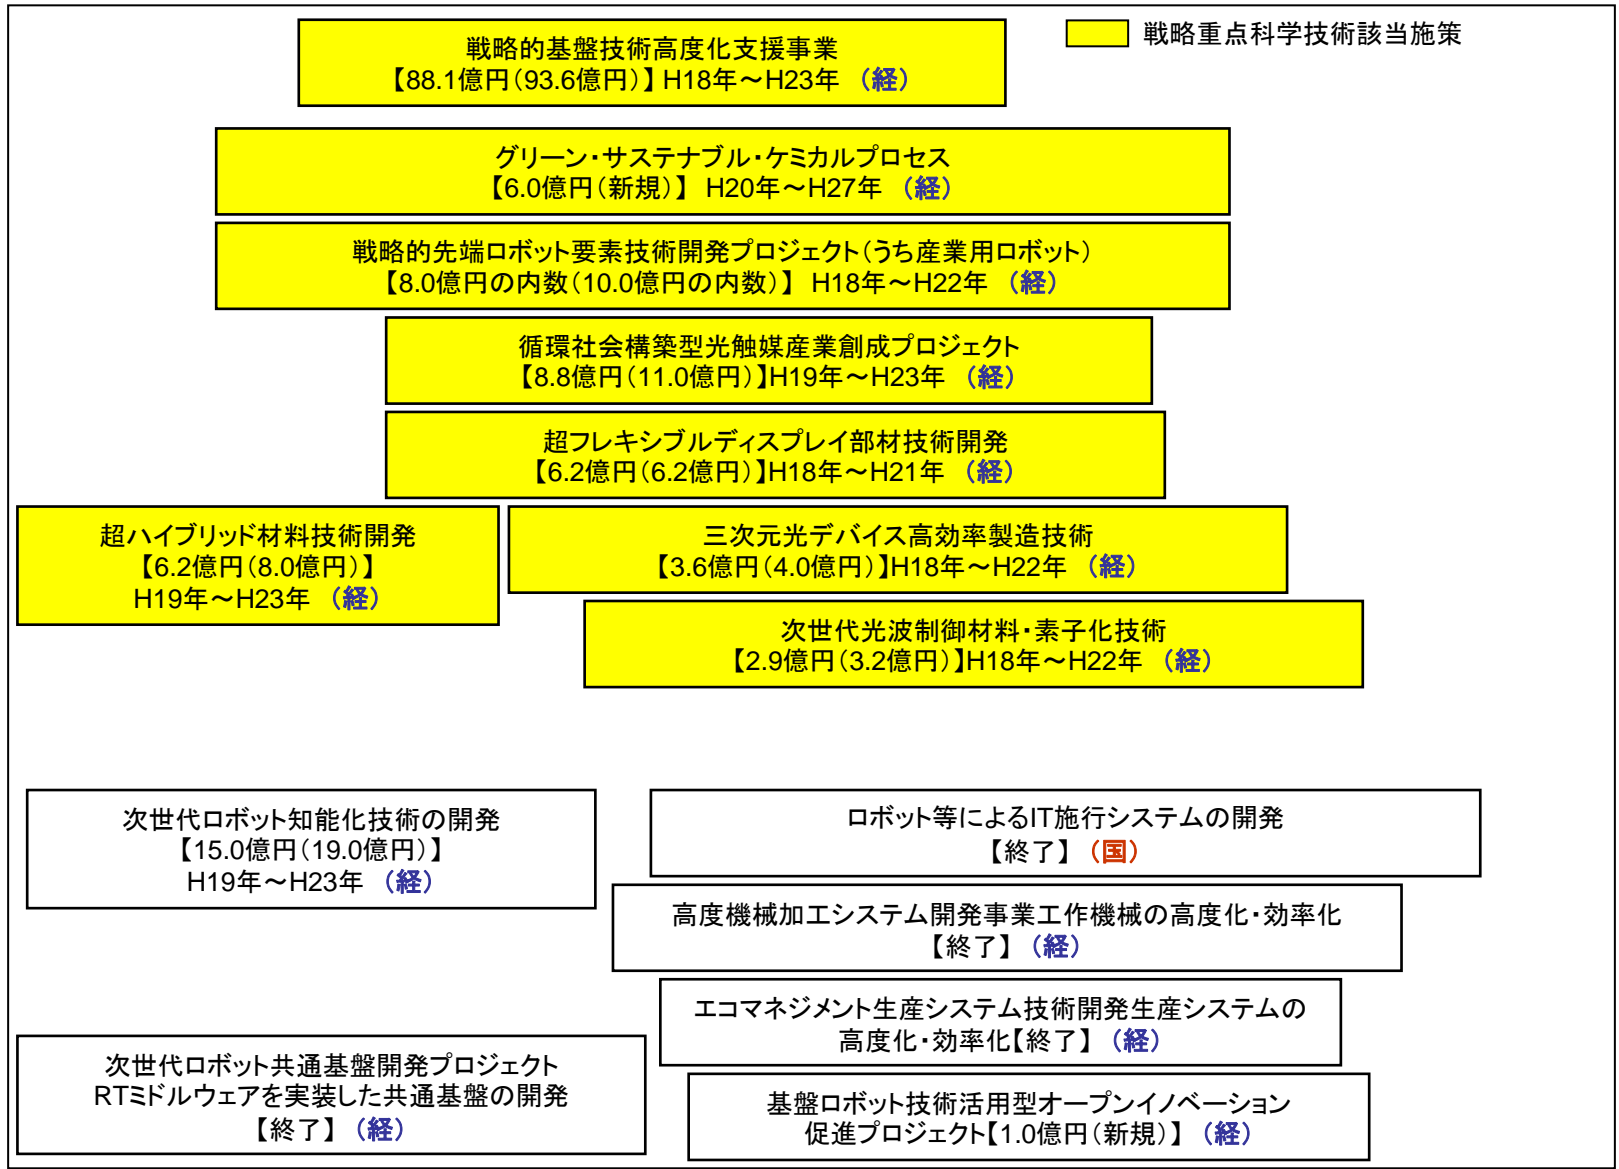 戦略重点科学技術該当施策
戦略的基盤技術高度化支援事業
【88.1億円（93.6億円）】 H18年～H23年 （経）
グリーン・サステナブル・ケミカルプロセス
【6.0億円（新規）】 H20年～H27年 （経）
戦略的先端ロボット要素技術開発プロジェクト（うち産業用ロボット）
【8.0億円の内数（10.0億円の内数）】 H18年～H22年 （経）
循環社会構築型光触媒産業創成プロジェクト
【8.8億円（11.0億円）】H19年～H23年 （経）
超フレキシブルディスプレイ部材技術開発
【6.2億円（6.2億円）】H18年～H21年 （経）
超ハイブリッド材料技術開発
【6.2億円（8.0億円）】
H19年～H23年 （経）
三次元光デバイス高効率製造技術
【3.6億円（4.0億円）】H18年～H22年 （経）
次世代光波制御材料・素子化技術
【2.9億円（3.2億円）】H18年～H22年 （経）
次世代ロボット知能化技術の開発
【15.0億円（19.0億円）】
H19年～H23年 （経）
ロボット等によるIT施行システムの開発
【終了】 （国）
高度機械加工システム開発事業工作機械の高度化・効率化
【終了】 （経）
エコマネジメント生産システム技術開発生産システムの
高度化・効率化【終了】 （経）
次世代ロボット共通基盤開発プロジェクト
RTミドルウェアを実装した共通基盤の開発
【終了】 （経）
基盤ロボット技術活用型オープンイノベーション
促進プロジェクト【1.0億円（新規）】 （経）